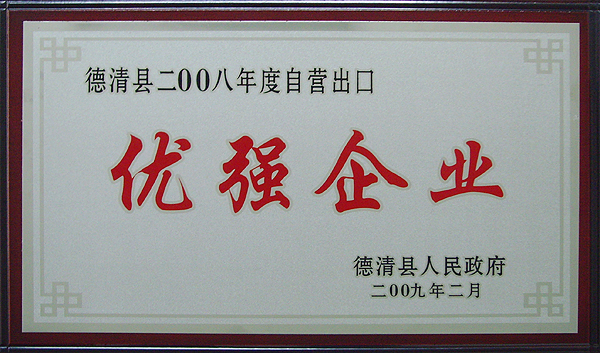 德清县二00八年度自营出口
优强企业
德清县人民政府
二00九年二月